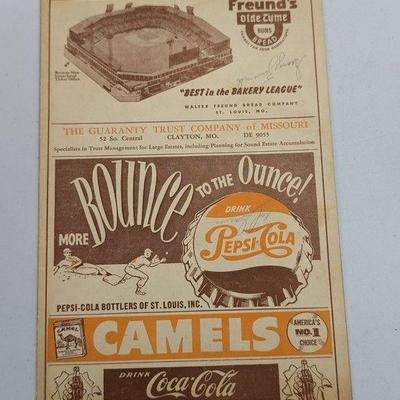 Freund's
Olde Tyme
BUNS
BREAD
"BEST in the BAKERY LEAGUE"
WALTER FREUND BREAD COMPANY
ST. LOUIS, MO.
THE GUARANTY TRUST COMPANY of MISSOURI
52 So. Central CLAYTON, MO. DE 9055
Specialists in Trust Management for Large Estates, including Planning for Sound Estate Accumulation
MORE BOUNCE TO THE Ounce!
DRINK
PEPSI-COLA
PEPSI-COLA BOTTLERS OF ST. LOUIS, INC.
CAMEL
CAMELS
AMERICA'S
NO. 1
CHOICE
DRINK
Coca-Cola